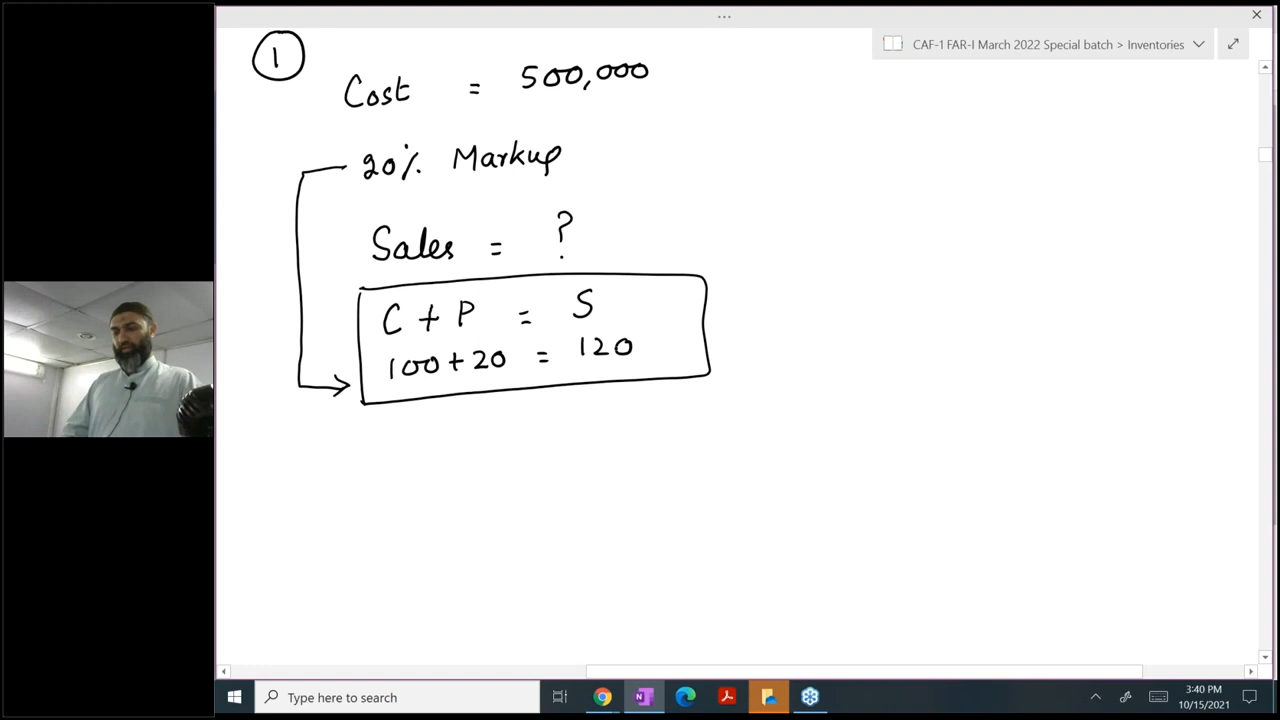 ...
CAF-1 FAR-I March 2022 Special batch > Inventories
1
Cost = 500,000
20% Markup
Sales = ?
C + P = S
100 + 20 = 120
Type here to search
3:40 PM
10/15/2021